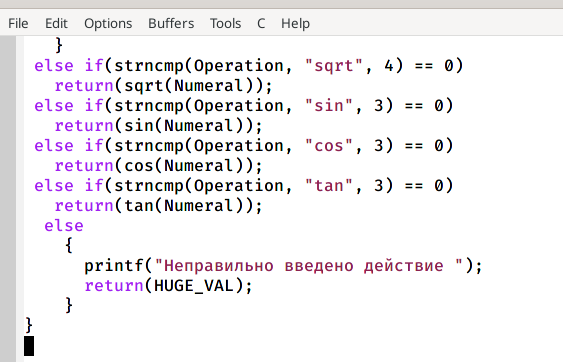 File Edit Options Buffers Tools C Help
}
else if(strncmp(Operation, "sqrt", 4) == 0)
return(sqrt(Numeral));
else if(strncmp(Operation, "sin", 3) == 0)
return(sin(Numeral));
else if(strncmp(Operation, "cos", 3) == 0)
return(cos(Numeral));
else if(strncmp(Operation, "tan", 3) == 0)
return(tan(Numeral));
else
{
printf("Неправильно введено действие ");
return(HUGE_VAL);
}
}